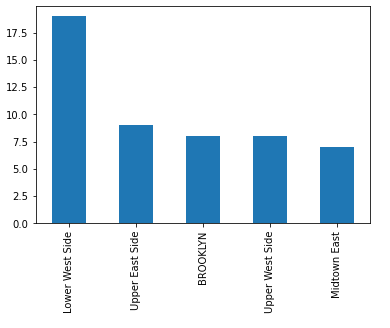 17.5
15.0
12.5
10.0
7.5
5.0
2.5
0.0
Lower West Side
Upper East Side
BROOKLYN
Upper West Side
Midtown East